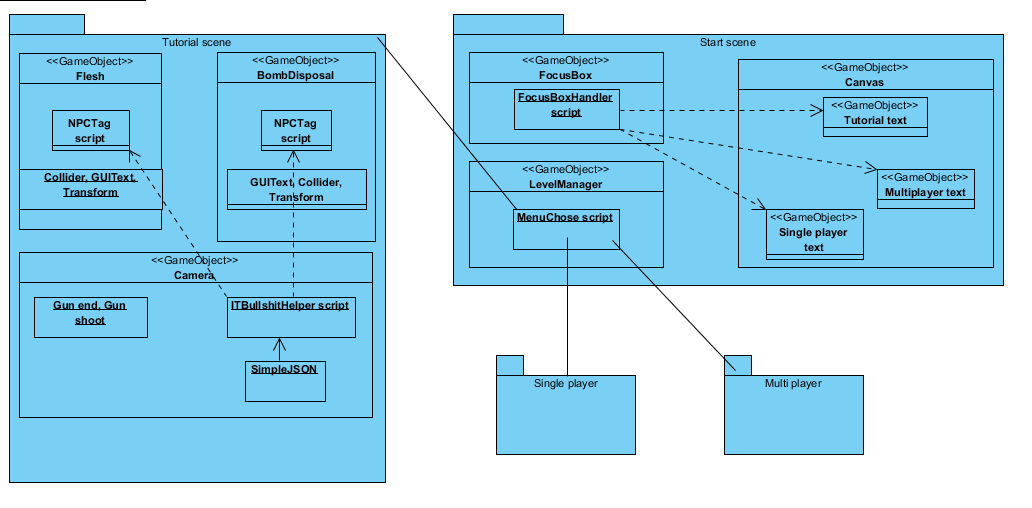 Tutorial scene
<<GameObject>>
Flesh
NPCTag
script
Collider, GUIText,
Transform
<<GameObject>>
BombDisposal
NPCTag
script
GUIText, Collider,
Transform
<<GameObject>>
Camera
Gun end, Gun
shoot
ITBullshitHelper script
SimpleJSON
Start scene
<<GameObject>>
FocusBox
FocusBoxHandler
script
<<GameObject>>
LevelManager
MenuChose script
<<GameObject>>
Canvas
<<GameObject>>
Tutorial text
<<GameObject>>
Multiplayer text
<<GameObject>>
Single player
text
Single player
Multi player